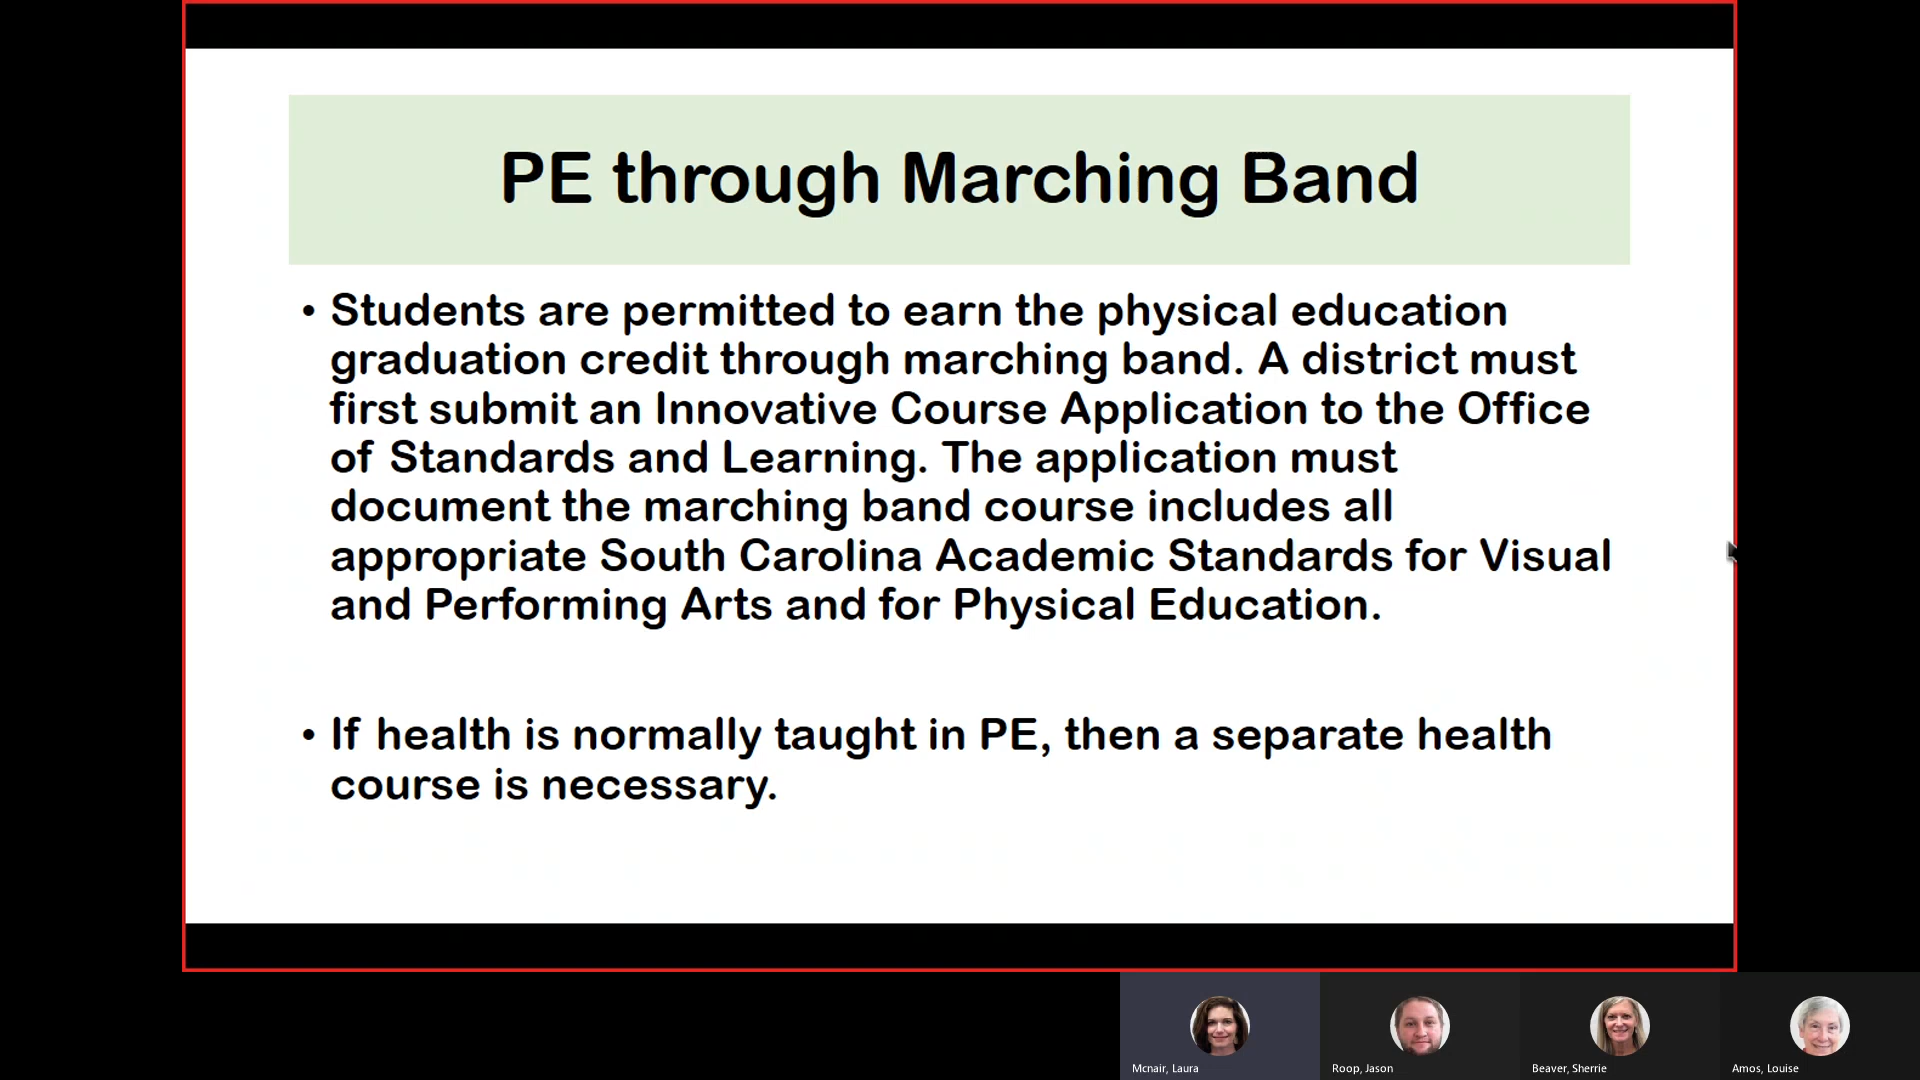 PE through Marching Band
• Students are permitted to earn the physical education
graduation credit through marching band. A district must
first submit an Innovative Course Application to the Office
of Standards and Learning. The application must
document the marching band course includes all
appropriate South Carolina Academic Standards for Visual
and Performing Arts and for Physical Education.
• If health is normally taught in PE, then a separate health
course is necessary.
Mcnair, Laura
Roop, Jason
Beaver, Sherrie
Amos, Louise